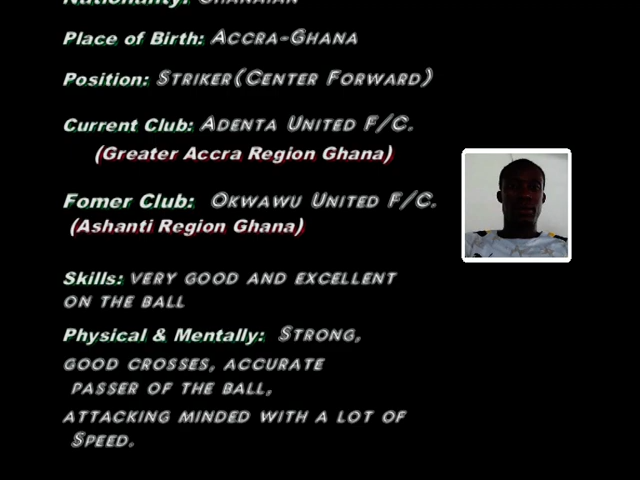 Nationality: Ghanaian
Place of Birth: Accra-Ghana
Position: Striker(Center Forward)
Current Club: Adenta United F/C.
(Greater Accra Region Ghana)
Fomer Club: Okwawu United F/C.
(Ashanti Region Ghana)
Skills: very good and excellent
on the ball
Physical & Mentally: Strong,
good crosses, accurate
passer of the ball,
attacking minded with a lot of
Speed.